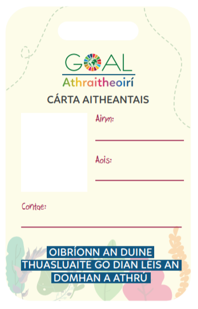 GOAL
Athraitheoirí
CÁRTA AITHEANTAIS
Ainm:
Aois:
Contae:
OIBRÍONN AN DUINE
THUASLUAITE GO DIAN LEIS AN
DOMHAN A ATHRÚ